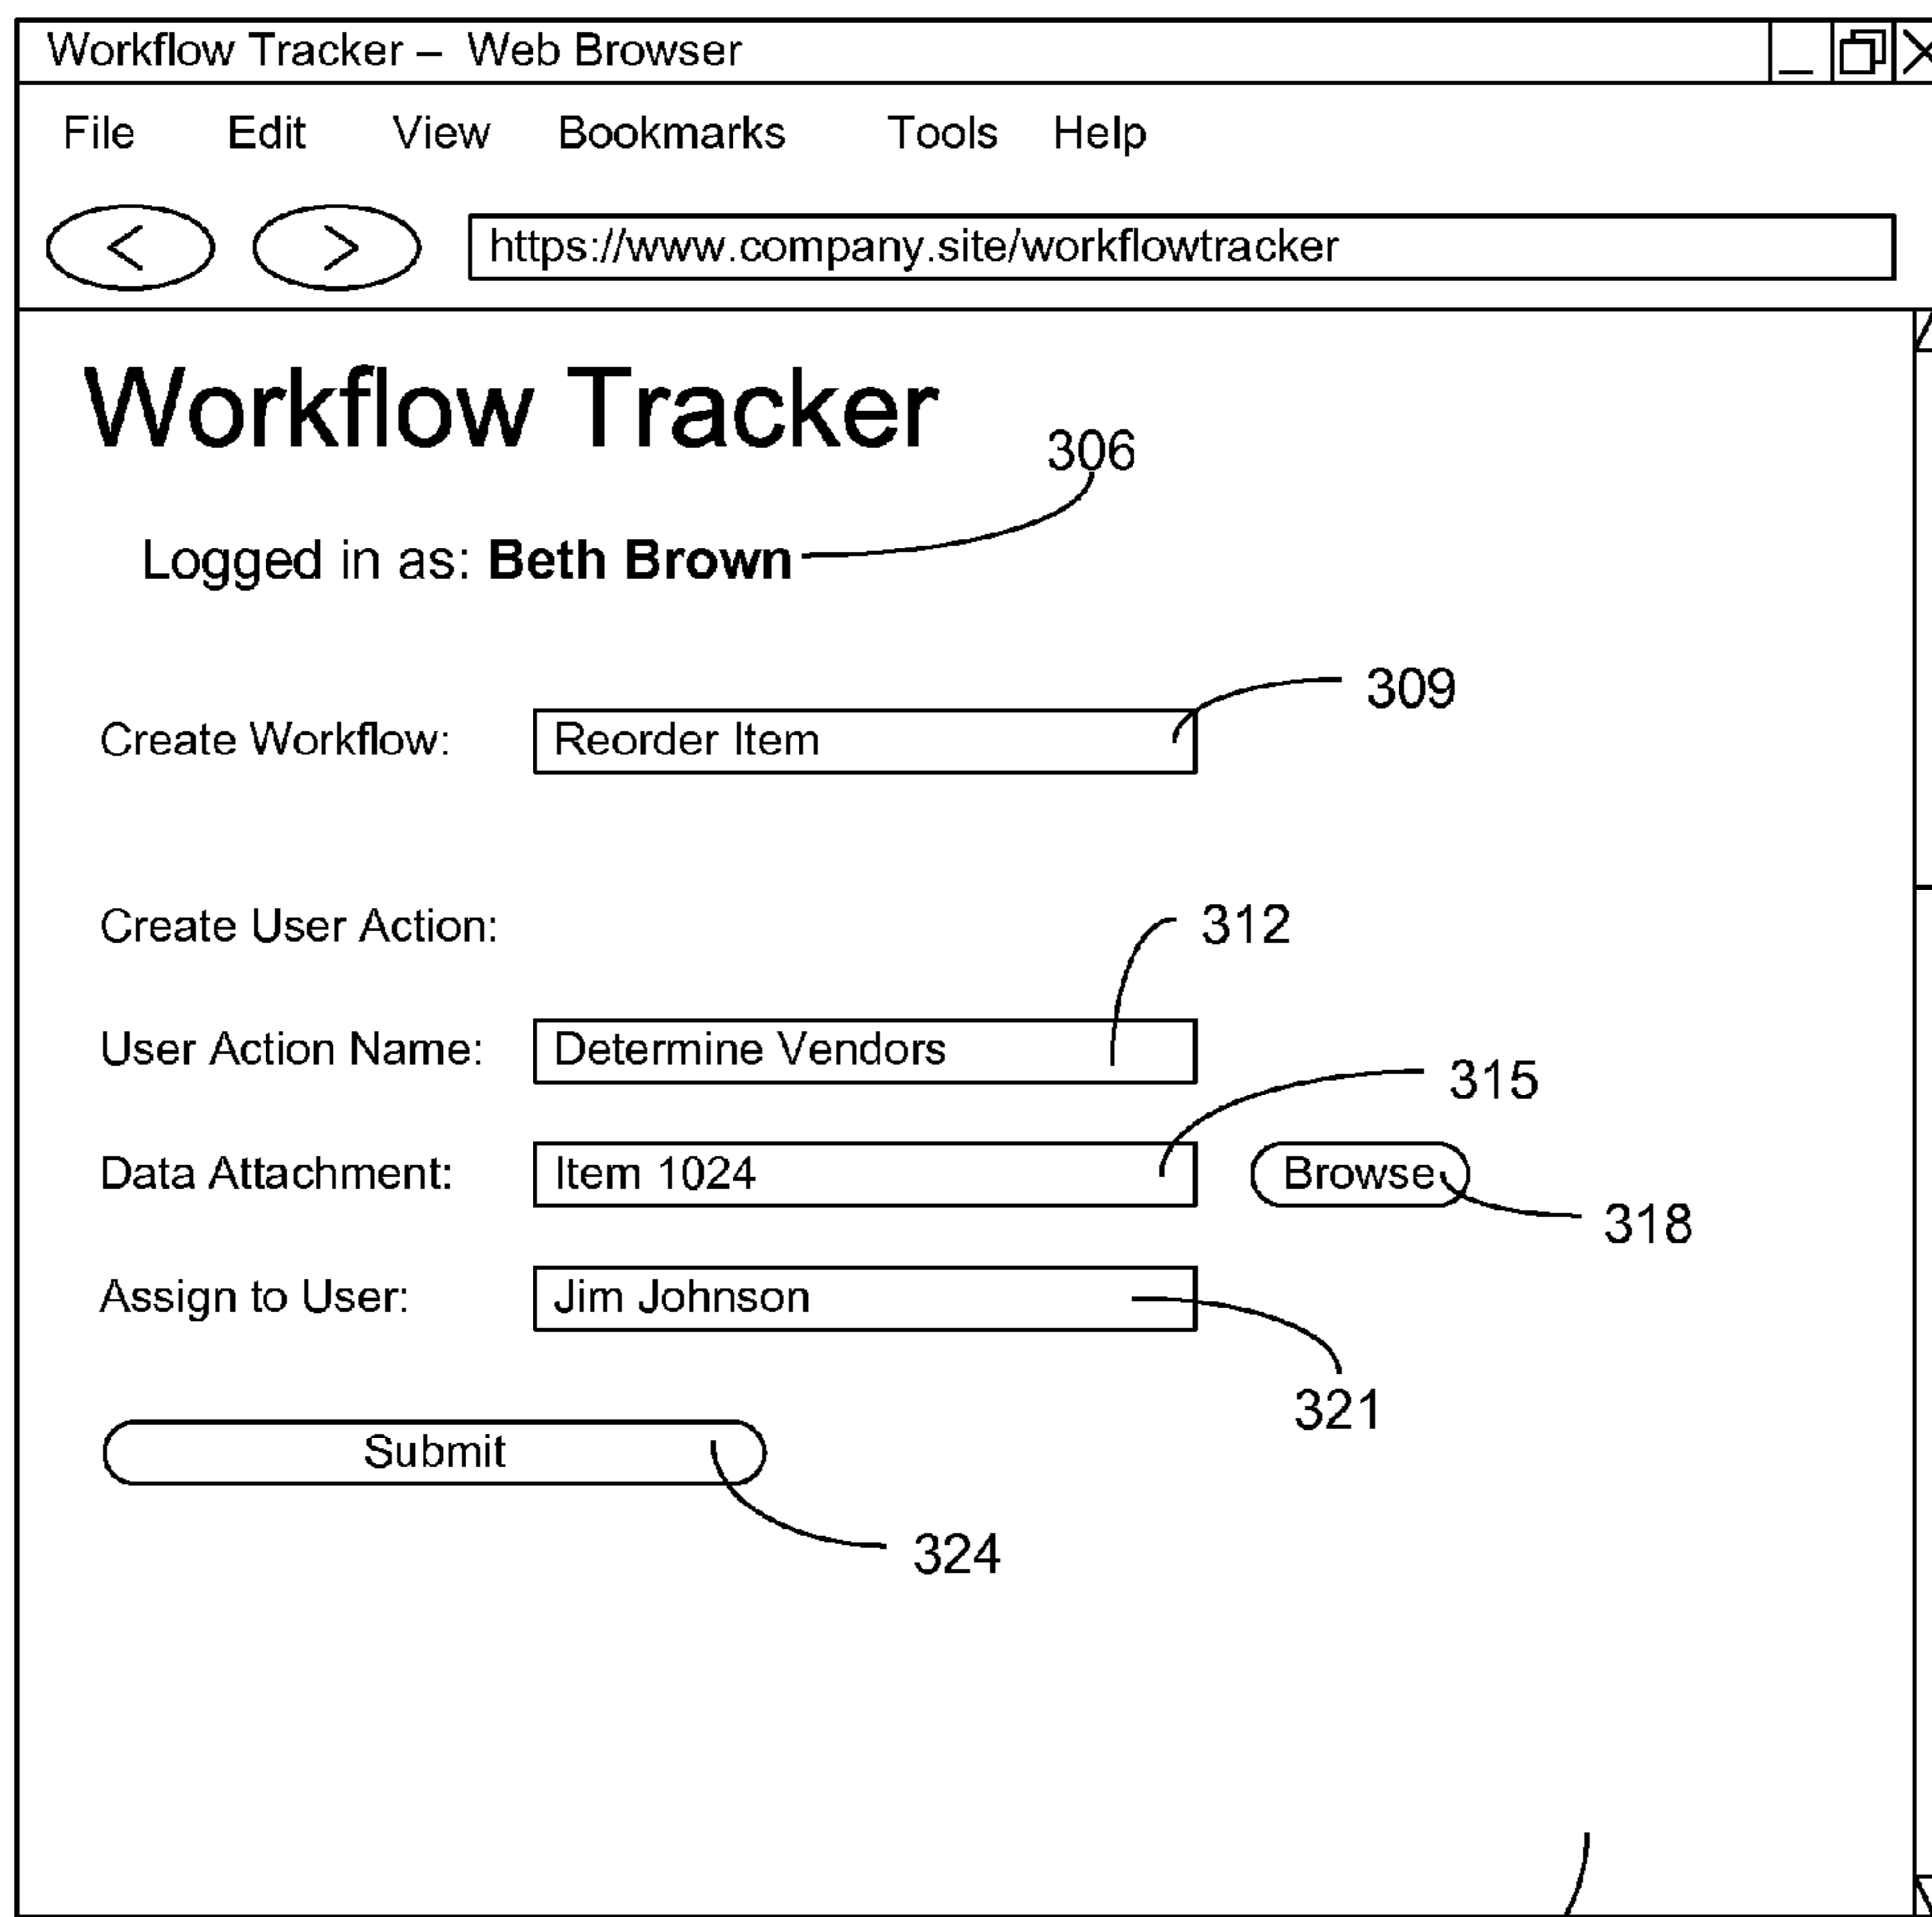 Workflow Tracker – Web Browser
File Edit View Bookmarks Tools Help
< > https://www.company.site/workflowtracker
Workflow Tracker
306
Logged in as: Beth Brown
309
Create Workflow: Reorder Item
Create User Action: 312
User Action Name: Determine Vendors
315
Data Attachment: Item 1024 Browse
318
Assign to User: Jim Johnson
321
Submit
324